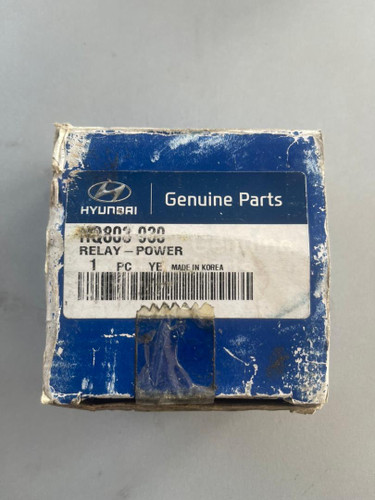 HYUNDAI
Genuine Parts
RELAY-POWER
1 PC YE MADE IN KOREA